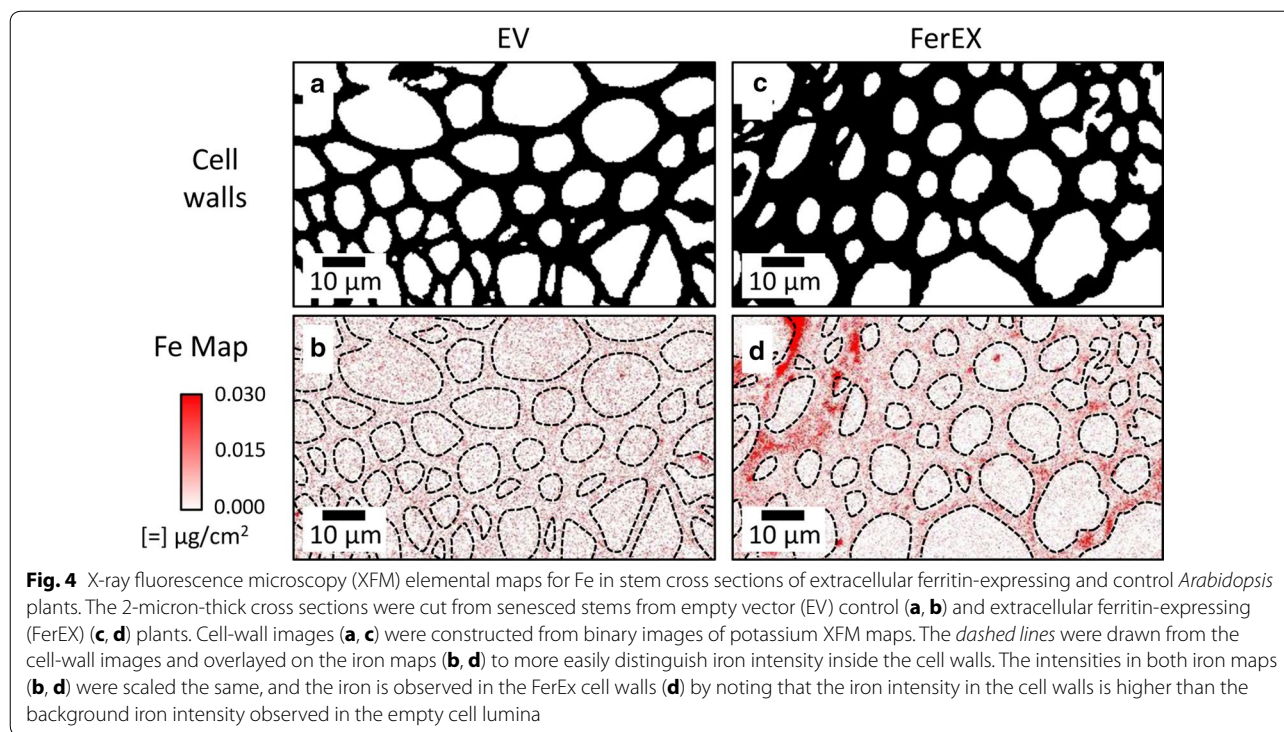 EV
FerEX
a
c
Cell
walls
10 µm
10 µm
Fe Map
b
d
0.030
0.015
0.000
[=] µg/cm²
10 µm
10 µm
Fig. 4 X-ray fluorescence microscopy (XFM) elemental maps for Fe in stem cross sections of extracellular ferritin-expressing and control Arabidopsis
plants. The 2-micron-thick cross sections were cut from senesced stems from empty vector (EV) control (a, b) and extracellular ferritin-expressing
(FerEX) (c, d) plants. Cell-wall images (a, c) were constructed from binary images of potassium XFM maps. The dashed lines were drawn from the
cell-wall images and overlayed on the iron maps (b, d) to more easily distinguish iron intensity inside the cell walls. The intensities in both iron maps
(b, d) were scaled the same, and the iron is observed in the FerEx cell walls (d) by noting that the iron intensity in the cell walls is higher than the
background iron intensity observed in the empty cell lumina